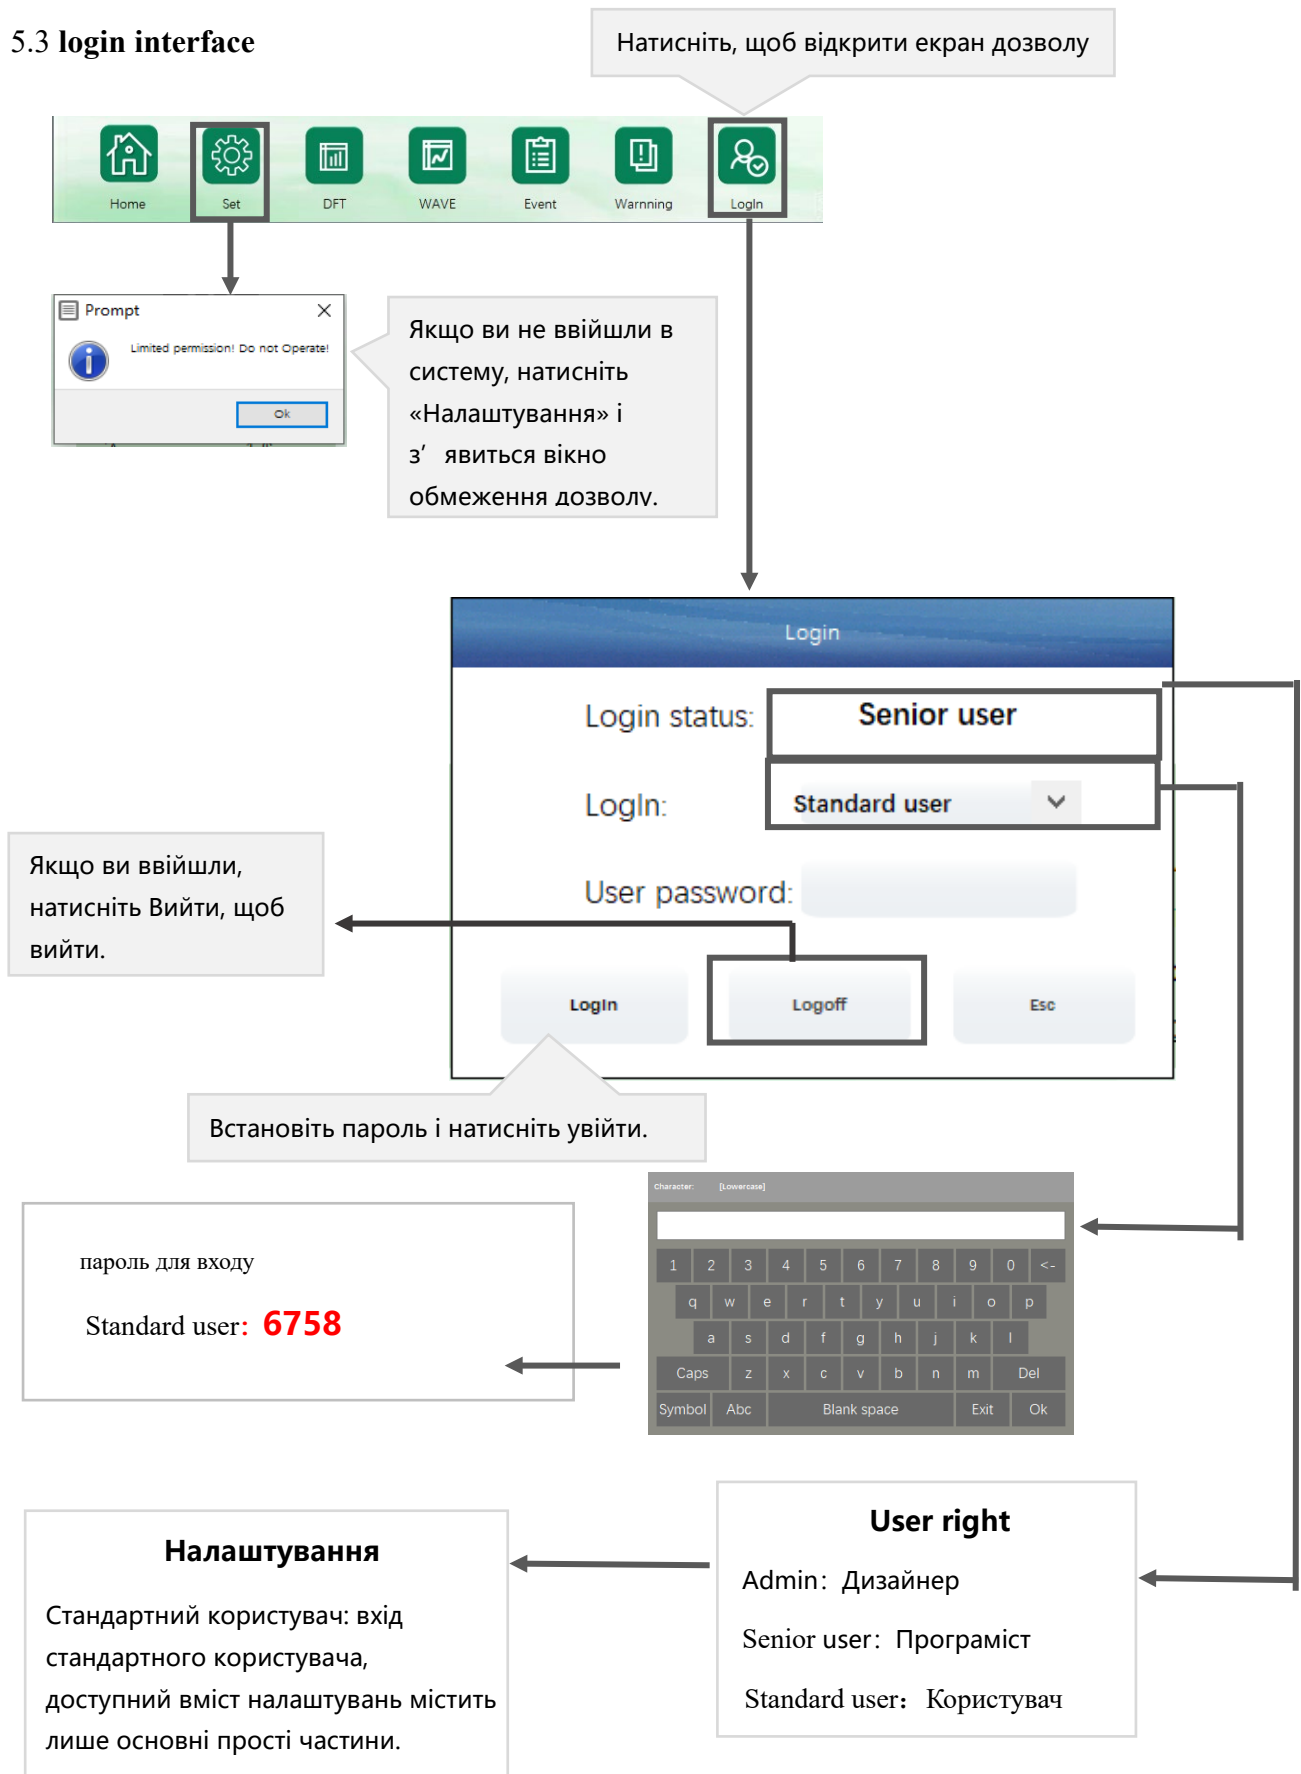 5.3 login interface
Натисніть, щоб відкрити екран дозволу
Home Set DFT WAVE Event Warnning LogIn
Prompt
Limited permission! Do not Operate!
Ok
Якщо ви не ввійшли в
систему, натисніть
«Налаштування» і
з’ явиться вікно
обмеження дозволу.
Login
Login status: Senior user
LogIn: Standard user
User password:
LogIn Logoff Esc
Якщо ви ввійшли,
натисніть Вийти, щоб
вийти.
Встановіть пароль і натисніть увійти.
Character: [Lowercase]
1 2 3 4 5 6 7 8 9 0 <-
q w e r t y u i o p
a s d f g h j k l
Caps z x c v b n m Del
Symbol Abc Blank space Exit Ok
пароль для входу
Standard user: 6758
User right
Admin: Дизайнер
Senior user: Програміст
Standard user: Користувач
Налаштування
Стандартний користувач: вхід
стандартного користувача,
доступний вміст налаштувань містить
лише основні прості частини.